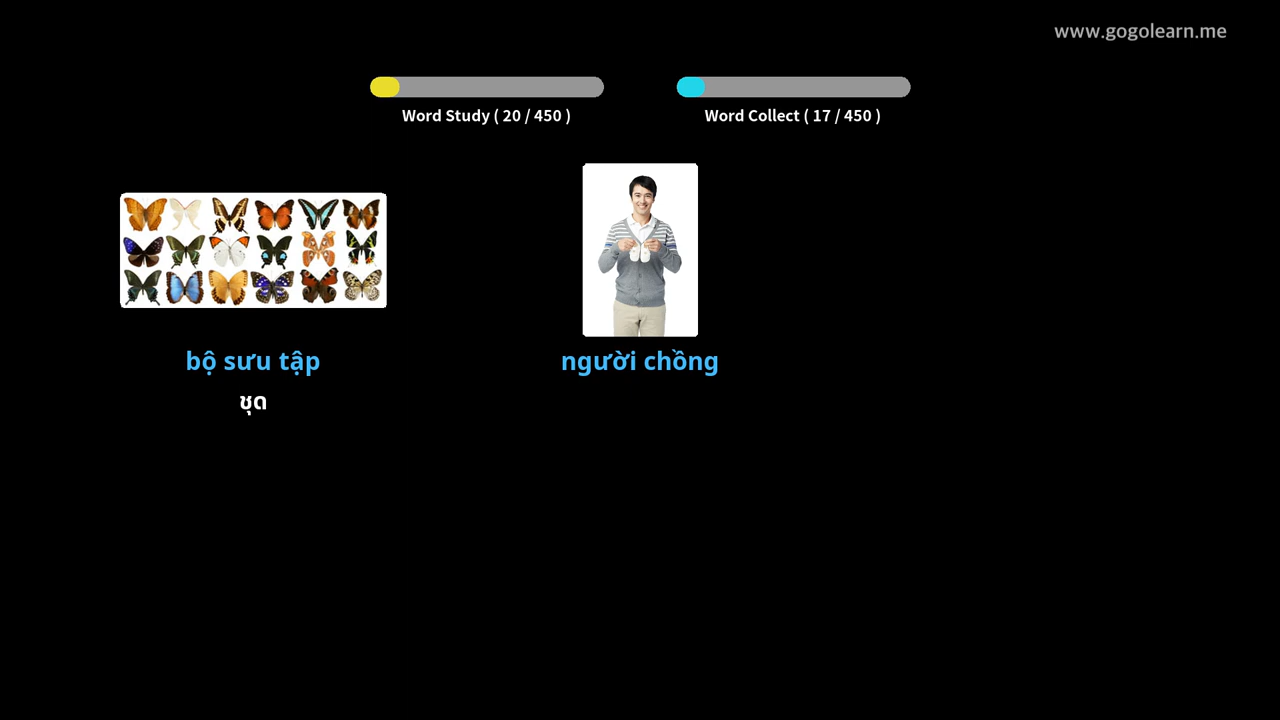 www.gogolearn.me
Word Study ( 20 / 450 )
Word Collect ( 17 / 450 )
bộ sưu tập
ชุด
người chồng